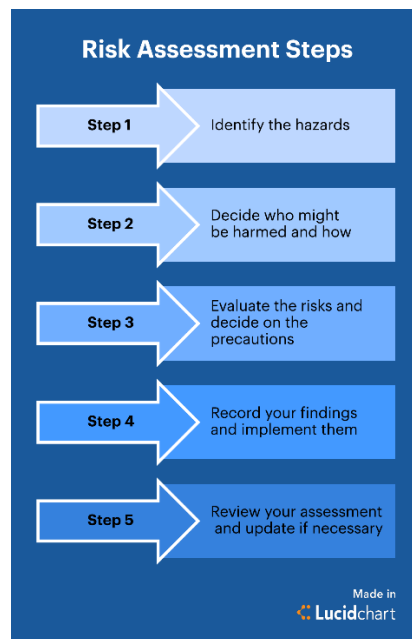 Risk Assessment Steps
Step 1
Identify the hazards
Step 2
Decide who might
be harmed and how
Step 3
Evaluate the risks and
decide on the
precautions
Step 4
Record your findings
and implement them
Step 5
Review your assessment
and update if necessary
Made in
Lucidchart